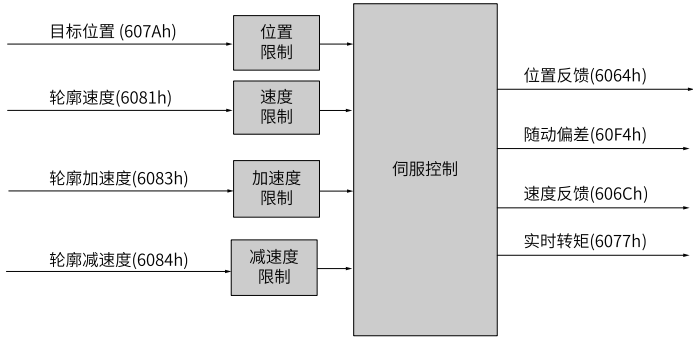 目标位置 (607Ah)
位置
限制
轮廓速度(6081h)
速度
限制
轮廓加速度(6083h)
加速度
限制
轮廓减速度(6084h)
减速度
限制
伺服控制
位置反馈(6064h)
随动偏差(60F4h)
速度反馈(606Ch)
实时转矩(6077h)